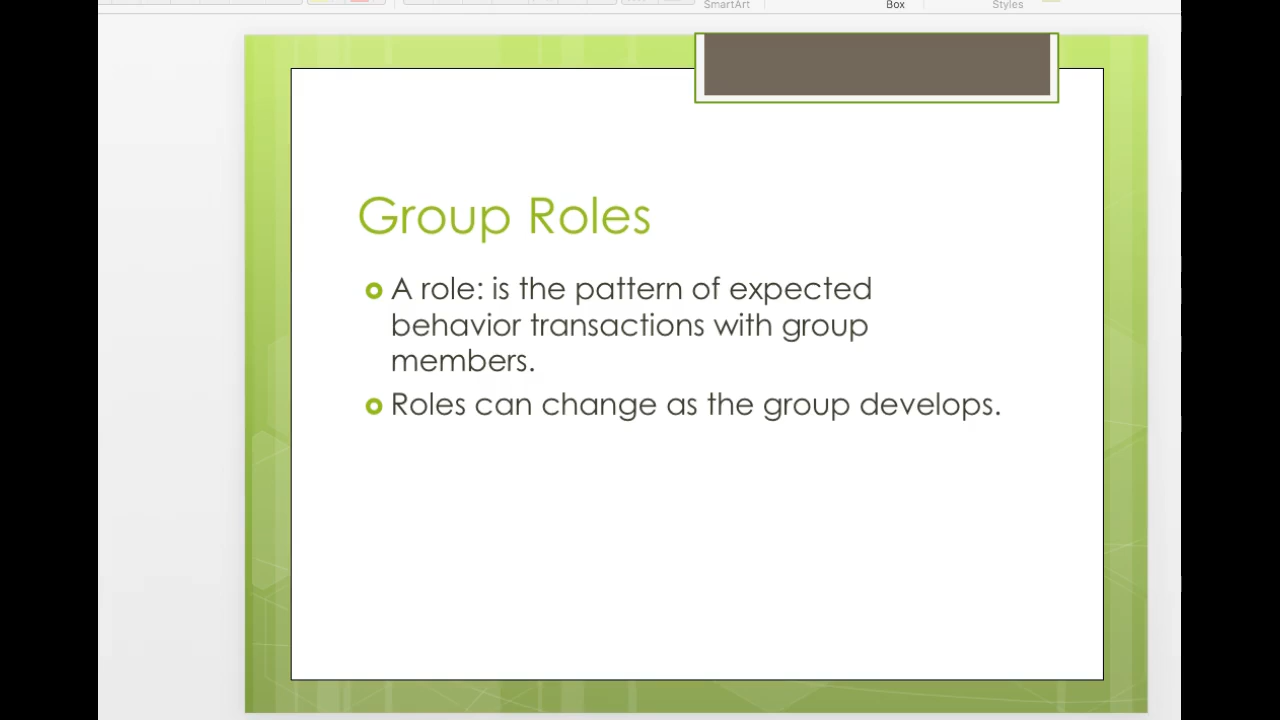 SmartArt Box Styles
Group Roles
A role: is the pattern of expected
behavior transactions with group
members.
Roles can change as the group develops.